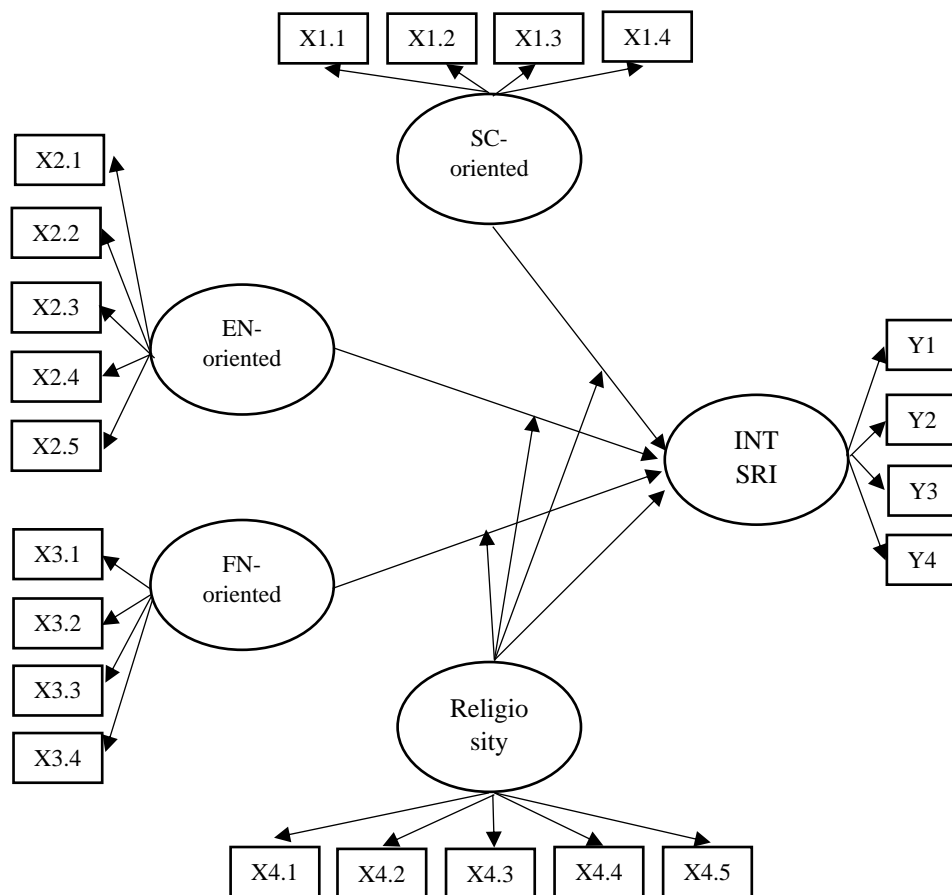 X1.1
X1.2
X1.3
X1.4
SC-
oriented
X2.1
X2.2
X2.3
X2.4
X2.5
EN-
oriented
INT
SRI
Y1
Y2
Y3
Y4
X3.1
X3.2
X3.3
X3.4
FN-
oriented
Religio
sity
X4.1
X4.2
X4.3
X4.4
X4.5